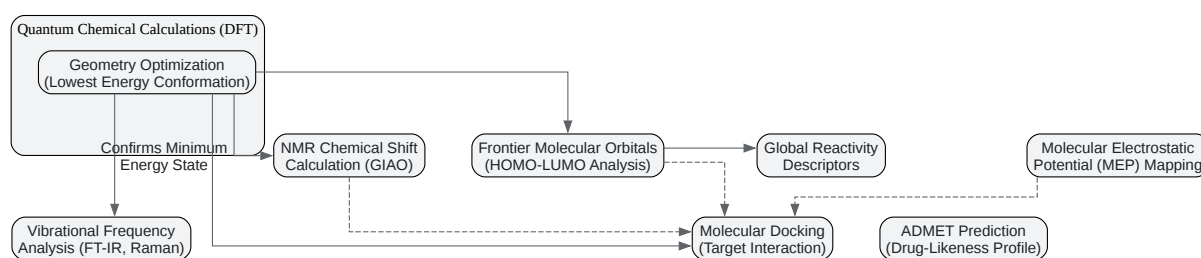 Quantum Chemical Calculations (DFT)
Geometry Optimization
(Lowest Energy Conformation)
Confirms Minimum
Energy State
NMR Chemical Shift
Calculation (GIAO)
Frontier Molecular Orbitals
(HOMO-LUMO Analysis)
Global Reactivity
Descriptors
Molecular Electrostatic
Potential (MEP) Mapping
Vibrational Frequency
Analysis (FT-IR, Raman)
Molecular Docking
(Target Interaction)
ADMET Prediction
(Drug-Likeness Profile)